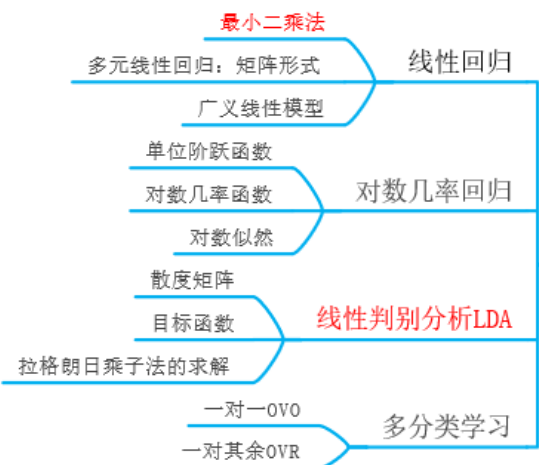 最小二乘法
多元线性回归：矩阵形式
线性回归
广义线性模型
单位阶跃函数
对数几率函数
对数几率回归
对数似然
散度矩阵
目标函数
线性判别分析LDA
拉格朗日乘子法的求解
一对一OVO
多分类学习
一对其余OVR